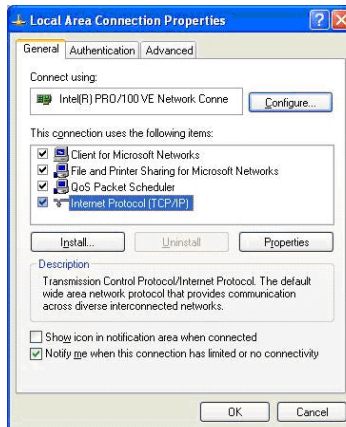 Local Area Connection Properties
General Authentication Advanced
Connect using:
Intel(R) PRO/100 VE Network Conne
Configure...
This connection uses the following items:
Client for Microsoft Networks
File and Printer Sharing for Microsoft Networks
QoS Packet Scheduler
Internet Protocol (TCP/IP)
Install... Uninstall Properties
Description
Transmission Control Protocol/Internet Protocol. The default
wide area network protocol that provides communication
across diverse interconnected networks.
Show icon in notification area when connected
Notify me when this connection has limited or no connectivity
OK Cancel